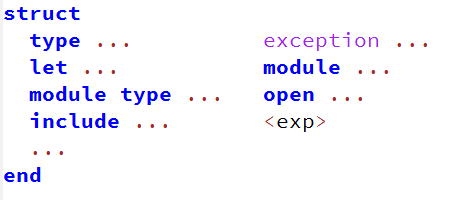 struct
type ... exception ...
let ... module ...
module type ... open ...
include ... <exp>
...
end